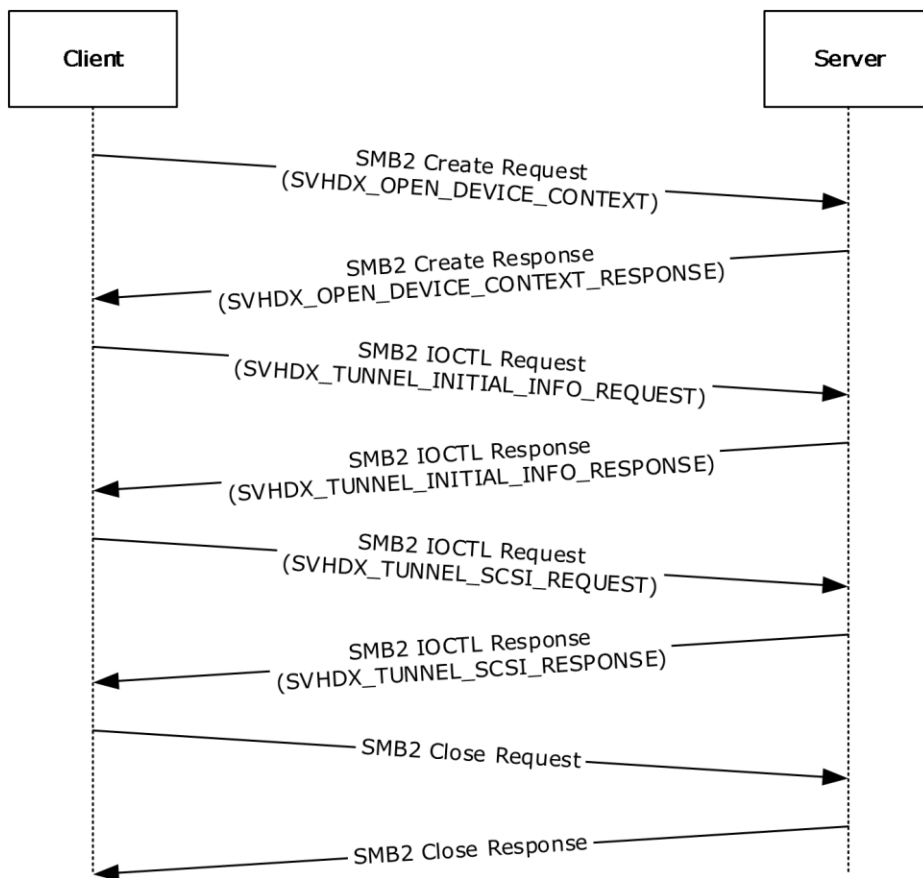 Client
Server
SMB2 Create Request
(SVHDX_OPEN_DEVICE_CONTEXT)
SMB2 Create Response
(SVHDX_OPEN_DEVICE_CONTEXT_RESPONSE)
SMB2 IOCTL Request
(SVHDX_TUNNEL_INITIAL_INFO_REQUEST)
SMB2 IOCTL Response
(SVHDX_TUNNEL_INITIAL_INFO_RESPONSE)
SMB2 IOCTL Request
(SVHDX_TUNNEL_SCSI_REQUEST)
SMB2 IOCTL Response
(SVHDX_TUNNEL_SCSI_RESPONSE)
SMB2 Close Request
SMB2 Close Response